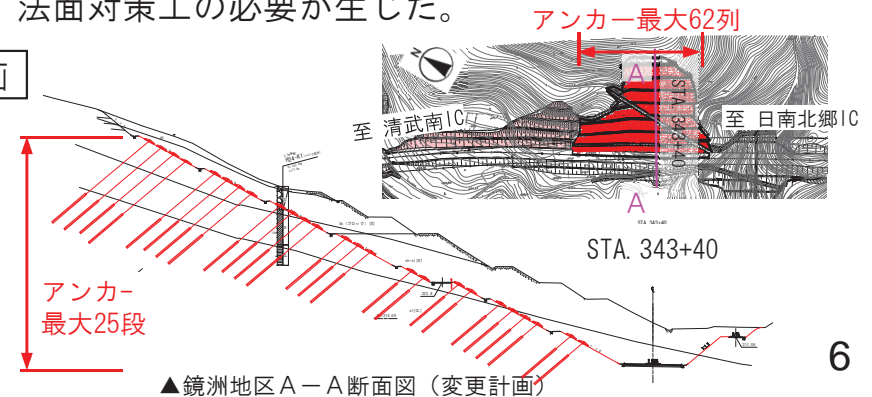 法面対策工の必要が生じた。
画
アンカー最大62列
A
STA. 343+40
至 清武南IC
至 日南北郷IC
A
STA. 343+40
アンカー
最大25段
▲鏡洲地区A－A断面図（変更計画）
6